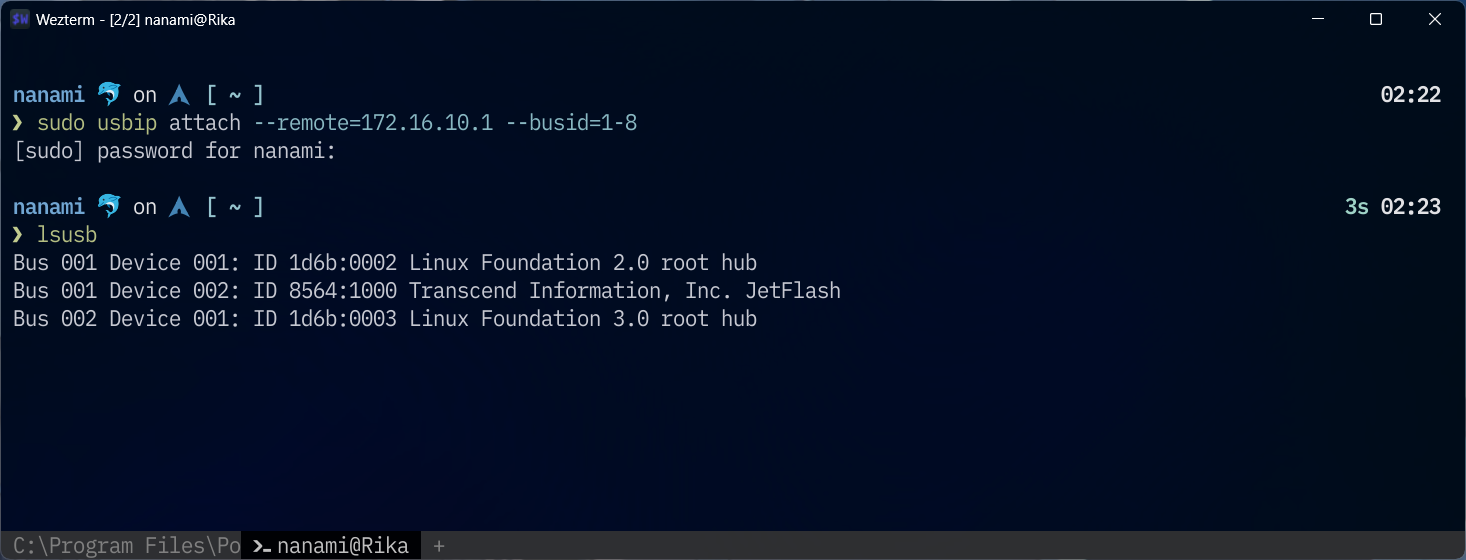 Wezterm - [2/2] nanami@Rika
nanami 🐬 on [ ~ ] 02:22
❯ sudo usbip attach --remote=172.16.10.1 --busid=1-8
[sudo] password for nanami:
nanami 🐬 on [ ~ ] 3s 02:23
❯ lsusb
Bus 001 Device 001: ID 1d6b:0002 Linux Foundation 2.0 root hub
Bus 001 Device 002: ID 8564:1000 Transcend Information, Inc. JetFlash
Bus 002 Device 001: ID 1d6b:0003 Linux Foundation 3.0 root hub
C:\Program Files\Po nanami@Rika +